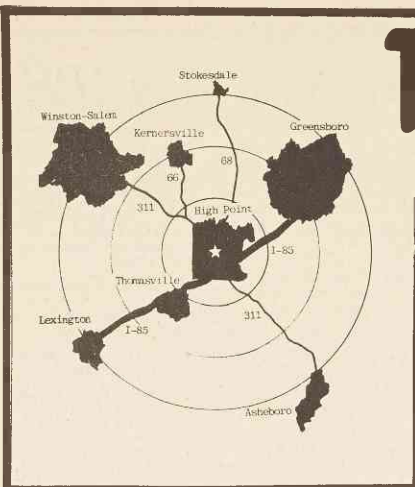 Stokesdale
Winston-Salem
Kernersville
Greensboro
68
66
311
High Point
I-85
Thomasville
Lexington
I-85
311
Asheboro